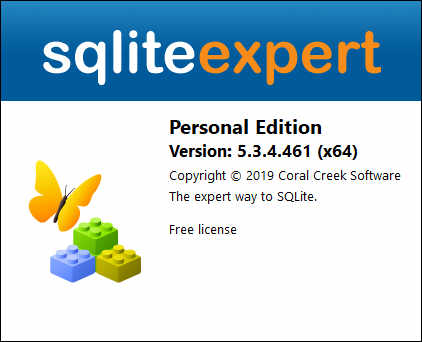 sqliteexpert
Personal Edition
Version: 5.3.4.461 (x64)
Copyright © 2019 Coral Creek Software
The expert way to SQLite.
Free license